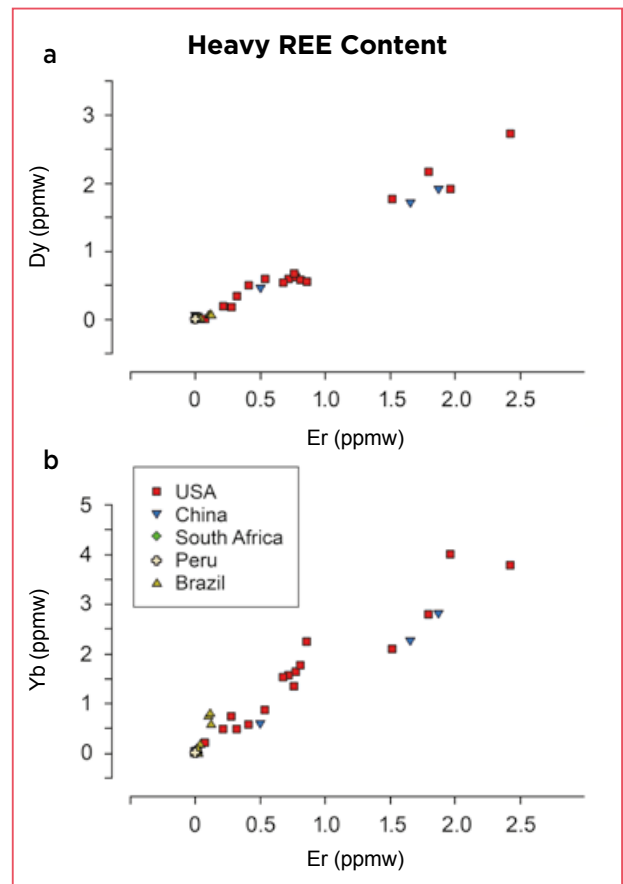 Heavy REE Content
a
3
2
1
0
Dy (ppmw)
0 0.5 1.0 1.5 2.0 2.5
Er (ppmw)
b
USA
China
South Africa
Peru
Brazil
5
4
3
2
1
0
Yb (ppmw)
0 0.5 1.0 1.5 2.0 2.5
Er (ppmw)